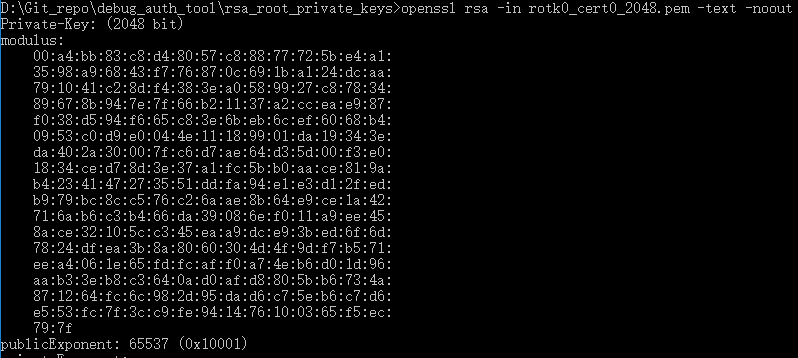 D:\Git_repo\debug_auth_tool\rsa_root_private_keys>openssl rsa -in rotk0_cert0_2048.pem -text -noout
Private-Key: (2048 bit)
modulus:
00:a4:bb:83:c8:d4:80:57:c8:88:77:72:5b:e4:a1:
35:98:a9:68:43:f7:76:87:0c:69:1b:a1:24:dc:aa:
79:10:41:c2:8d:f4:38:3e:a0:58:99:27:c8:78:34:
89:67:8b:94:7e:7f:66:b2:11:37:a2:cc:ea:e9:87:
f0:38:d5:94:f6:65:c8:3e:6b:eb:6c:ef:60:68:b4:
09:53:c0:d9:e0:04:4e:11:18:99:01:da:19:34:3e:
da:40:2a:30:00:7f:c6:d7:ae:64:d3:5d:00:f3:e0:
18:34:ce:d7:8d:3e:37:a1:fc:5b:b0:aa:ce:81:9a:
b4:23:41:47:27:35:51:dd:fa:94:e1:e3:d1:2f:ed:
b9:79:bc:8c:c5:76:c2:6a:ae:8b:64:e9:ce:1a:42:
71:6a:b6:c3:b4:66:da:39:08:6e:f0:11:a9:ee:45:
8a:ce:32:10:5c:c3:45:ea:a9:dc:e9:3b:ed:6f:6d:
78:24:df:ea:3b:8a:80:60:30:4d:4f:9d:f7:b5:71:
ee:a4:06:1e:65:fd:fc:af:f0:a7:4e:b6:d0:1d:96:
aa:b3:3e:b8:c3:64:0a:d0:af:d8:80:5b:b6:73:4a:
87:12:64:fc:6c:98:2d:95:da:d6:c7:5e:b6:c7:d6:
e5:53:fc:7f:3c:c9:fe:94:14:76:10:03:65:f5:ec:
79:7f
publicExponent: 65537 (0x10001)